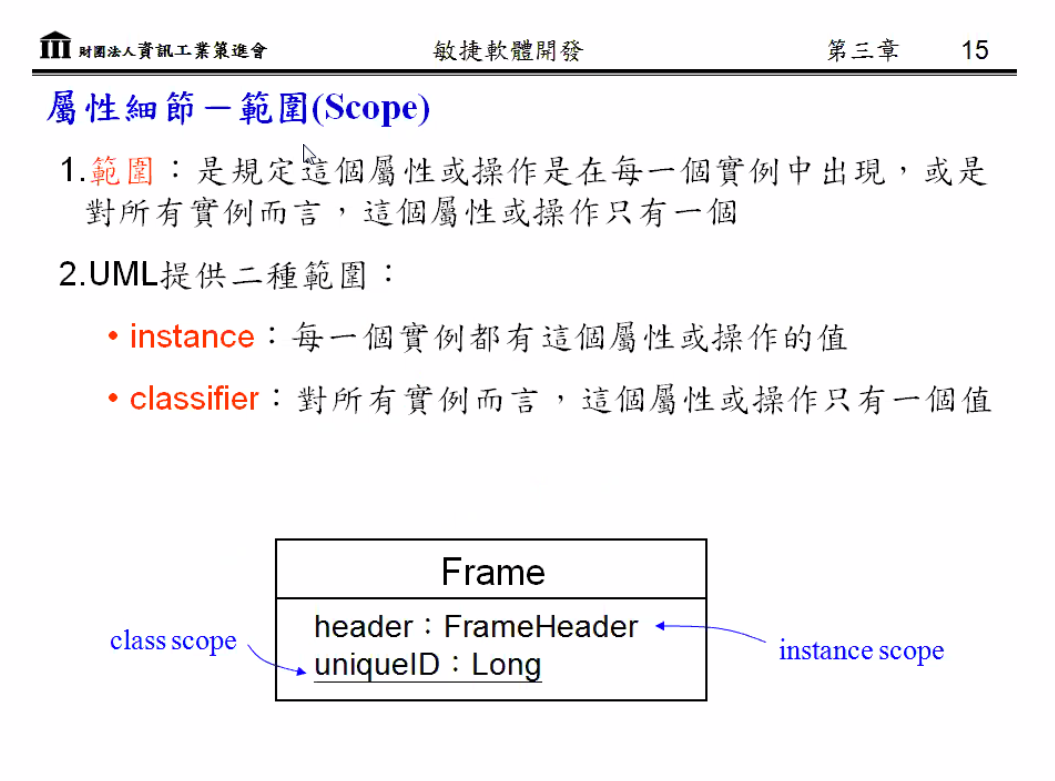 財團法人資訊工業策進會 敏捷軟體開發 第三章 15
屬性細節－範圍(Scope)
1.範圍：是規定這個屬性或操作是在每一個實例中出現，或是
對所有實例而言，這個屬性或操作只有一個
2.UML提供二種範圍：
• instance：每一個實例都有這個屬性或操作的值
• classifier：對所有實例而言，這個屬性或操作只有一個值
Frame
header：FrameHeader
class scope
instance scope
uniqueID：Long